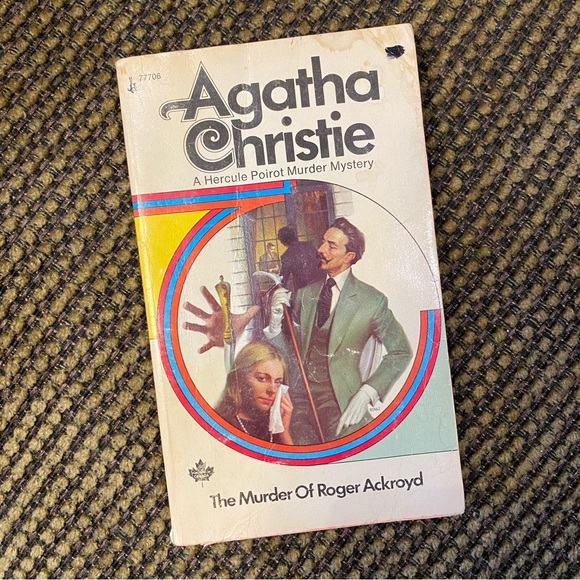 77706
Agatha
Christie
A Hercule Poirot Murder Mystery
The Murder Of Roger Ackroyd